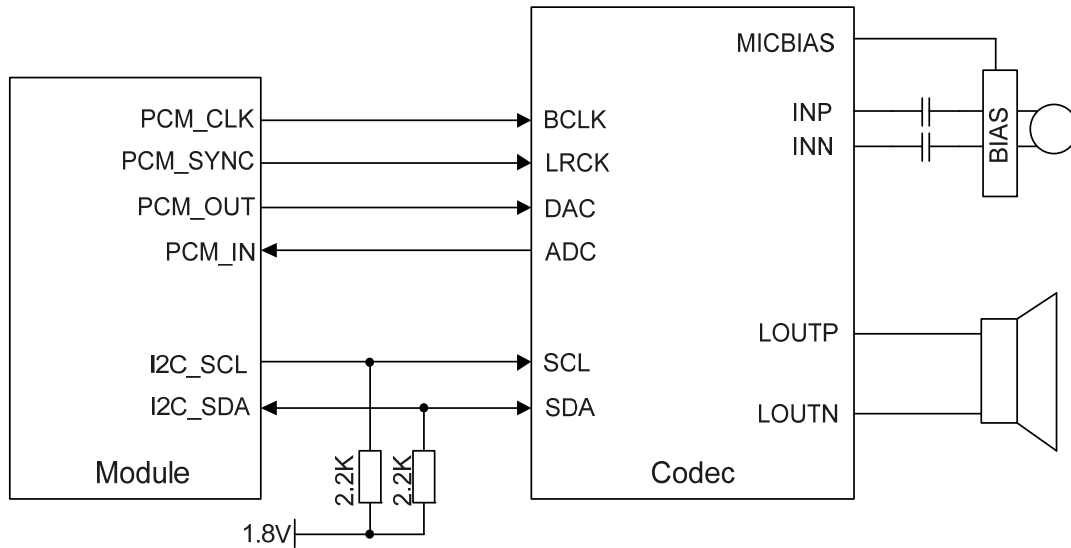 PCM_CLK
PCM_SYNC
PCM_OUT
PCM_IN
I2C_SCL
I2C_SDA
Module
2.2K
2.2K
1.8V
BCLK
LRCK
DAC
ADC
SCL
SDA
Codec
MICBIAS
INP
INN
LOUTP
LOUTN
BIAS